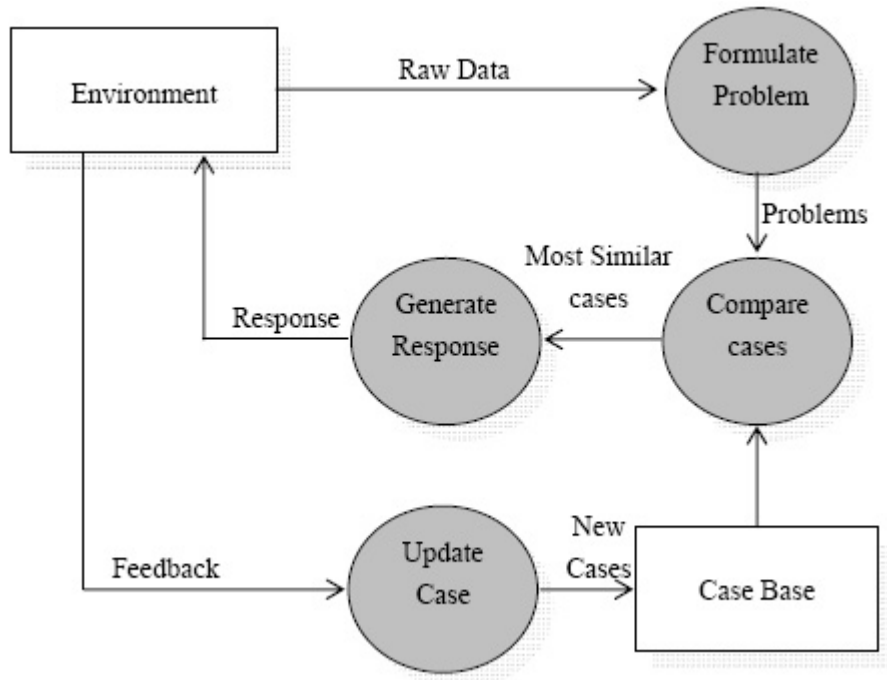 Environment
Raw Data
Formulate
Problem
Problems
Most Similar
cases
Compare
cases
Generate
Response
Response
Feedback
Update
Case
New
Cases
Case Base